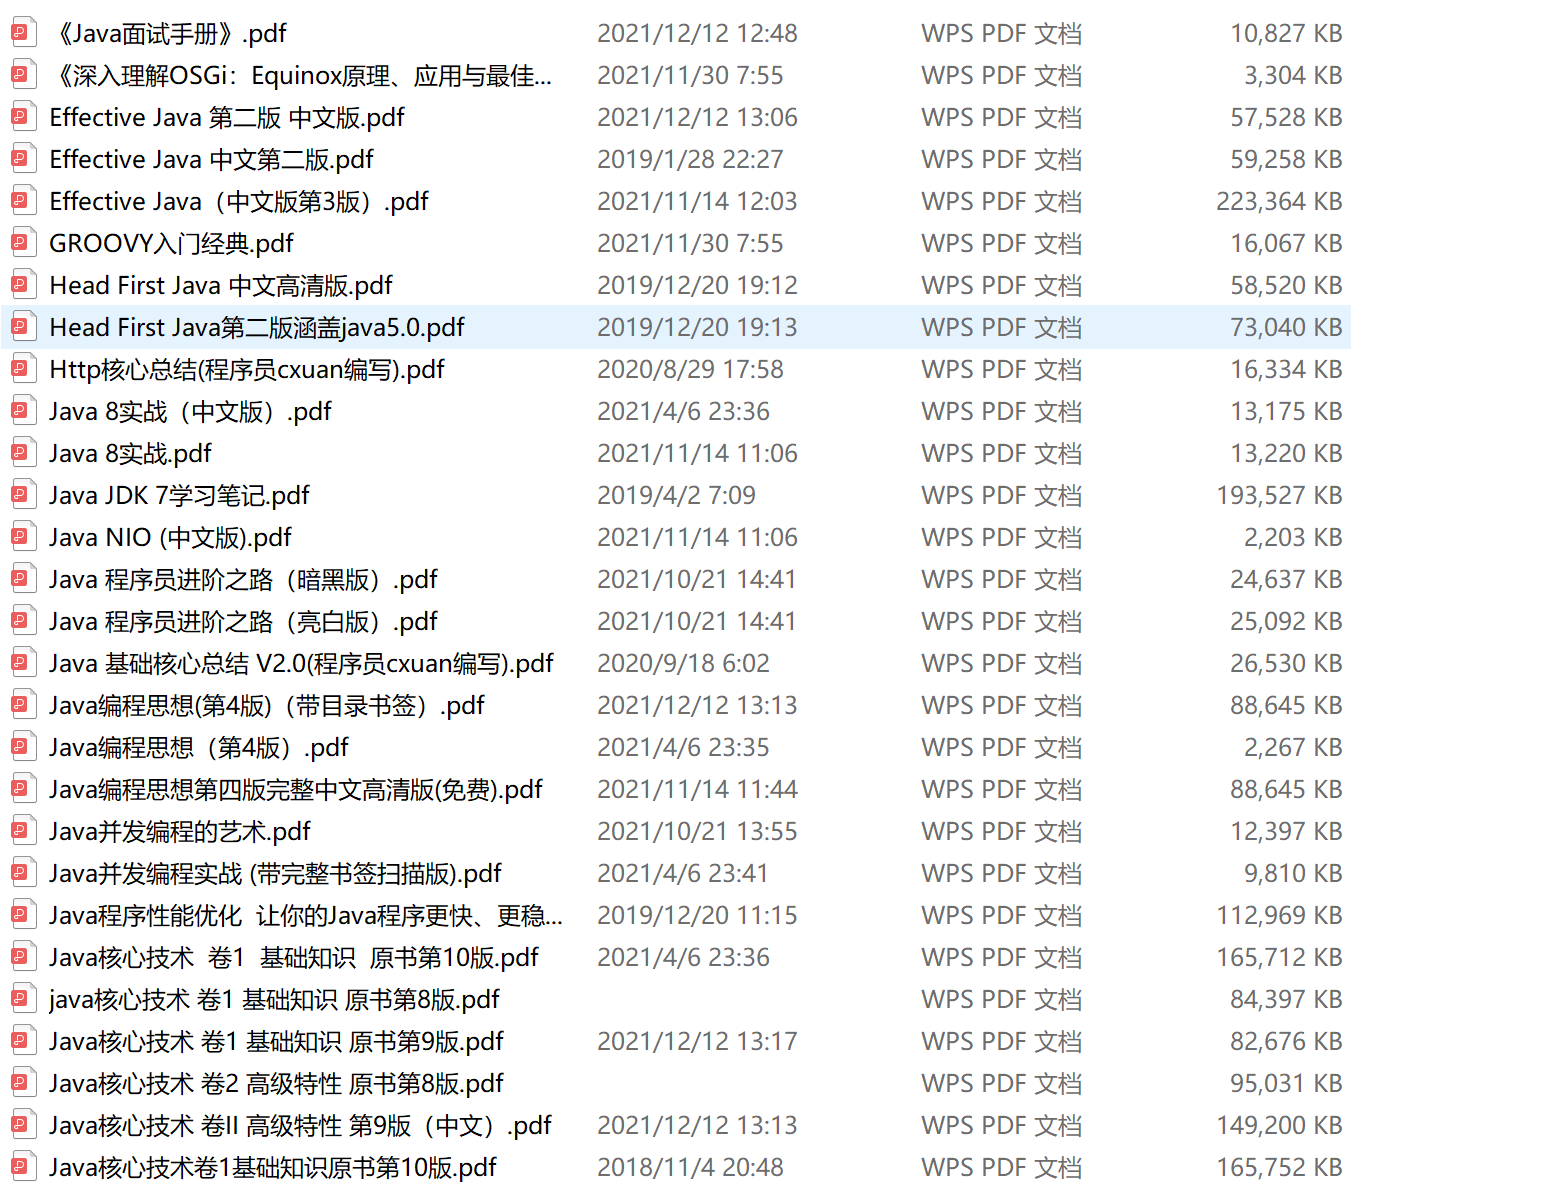 《Java面试手册》.pdf 2021/12/12 12:48 WPS PDF 文档 10,827 KB
《深入理解OSGi：Equinox原理、应用与最佳... 2021/11/30 7:55 WPS PDF 文档 3,304 KB
Effective Java 第二版 中文版.pdf 2021/12/12 13:06 WPS PDF 文档 57,528 KB
Effective Java 中文第二版.pdf 2019/1/28 22:27 WPS PDF 文档 59,258 KB
Effective Java（中文版第3版）.pdf 2021/11/14 12:03 WPS PDF 文档 223,364 KB
GROOVY入门经典.pdf 2021/11/30 7:55 WPS PDF 文档 16,067 KB
Head First Java 中文高清版.pdf 2019/12/20 19:12 WPS PDF 文档 58,520 KB
Head First Java第二版涵盖java5.0.pdf 2019/12/20 19:13 WPS PDF 文档 73,040 KB
Http核心总结(程序员cxuan编写).pdf 2020/8/29 17:58 WPS PDF 文档 16,334 KB
Java 8实战（中文版）.pdf 2021/4/6 23:36 WPS PDF 文档 13,175 KB
Java 8实战.pdf 2021/11/14 11:06 WPS PDF 文档 13,220 KB
Java JDK 7学习笔记.pdf 2019/4/2 7:09 WPS PDF 文档 193,527 KB
Java NIO (中文版).pdf 2021/11/14 11:06 WPS PDF 文档 2,203 KB
Java 程序员进阶之路（暗黑版）.pdf 2021/10/21 14:41 WPS PDF 文档 24,637 KB
Java 程序员进阶之路（亮白版）.pdf 2021/10/21 14:41 WPS PDF 文档 25,092 KB
Java 基础核心总结 V2.0(程序员cxuan编写).pdf 2020/9/18 6:02 WPS PDF 文档 26,530 KB
Java编程思想(第4版)（带目录书签）.pdf 2021/12/12 13:13 WPS PDF 文档 88,645 KB
Java编程思想（第4版）.pdf 2021/4/6 23:35 WPS PDF 文档 2,267 KB
Java编程思想第四版完整中文高清版(免费).pdf 2021/11/14 11:44 WPS PDF 文档 88,645 KB
Java并发编程的艺术.pdf 2021/10/21 13:55 WPS PDF 文档 12,397 KB
Java并发编程实战 (带完整书签扫描版).pdf 2021/4/6 23:41 WPS PDF 文档 9,810 KB
Java程序性能优化 让你的Java程序更快、更稳... 2019/12/20 11:15 WPS PDF 文档 112,969 KB
Java核心技术 卷1 基础知识 原书第10版.pdf 2021/4/6 23:36 WPS PDF 文档 165,712 KB
java核心技术 卷1 基础知识 原书第8版.pdf WPS PDF 文档 84,397 KB
Java核心技术 卷1 基础知识 原书第9版.pdf 2021/12/12 13:17 WPS PDF 文档 82,676 KB
Java核心技术 卷2 高级特性 原书第8版.pdf WPS PDF 文档 95,031 KB
Java核心技术 卷II 高级特性 第9版（中文）.pdf 2021/12/12 13:13 WPS PDF 文档 149,200 KB
Java核心技术卷1基础知识原书第10版.pdf 2018/11/4 20:48 WPS PDF 文档 165,752 KB